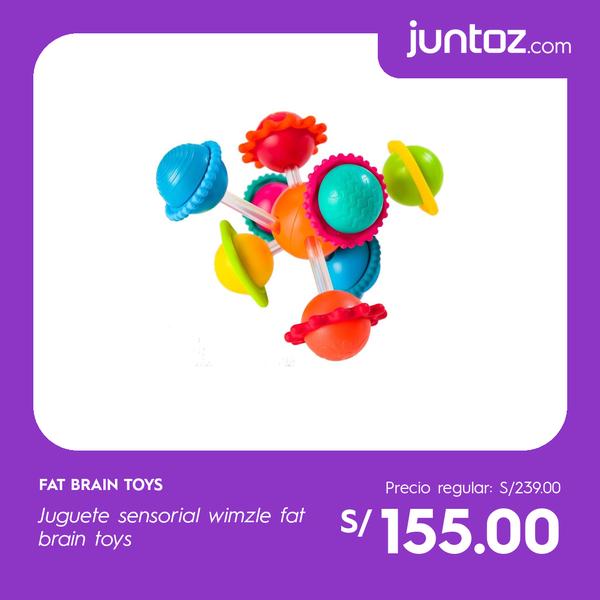 juntoz.com
FAT BRAIN TOYS
Juguete sensorial wimzle fat
brain toys
Precio regular: S/239.00
S/155.00